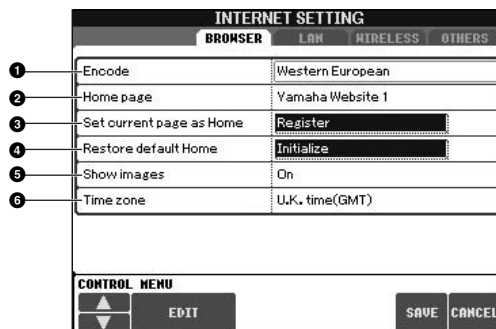 INTERNET SETTING
BROWSER LAN WIRELESS OTHERS
1 Encode Western European
2 Home page Yamaha Website 1
3 Set current page as Home Register
4 Restore default Home Initialize
5 Show images On
6 Time zone U.K. time(GMT)
CONTROL MENU
EDIT SAVE CANCEL